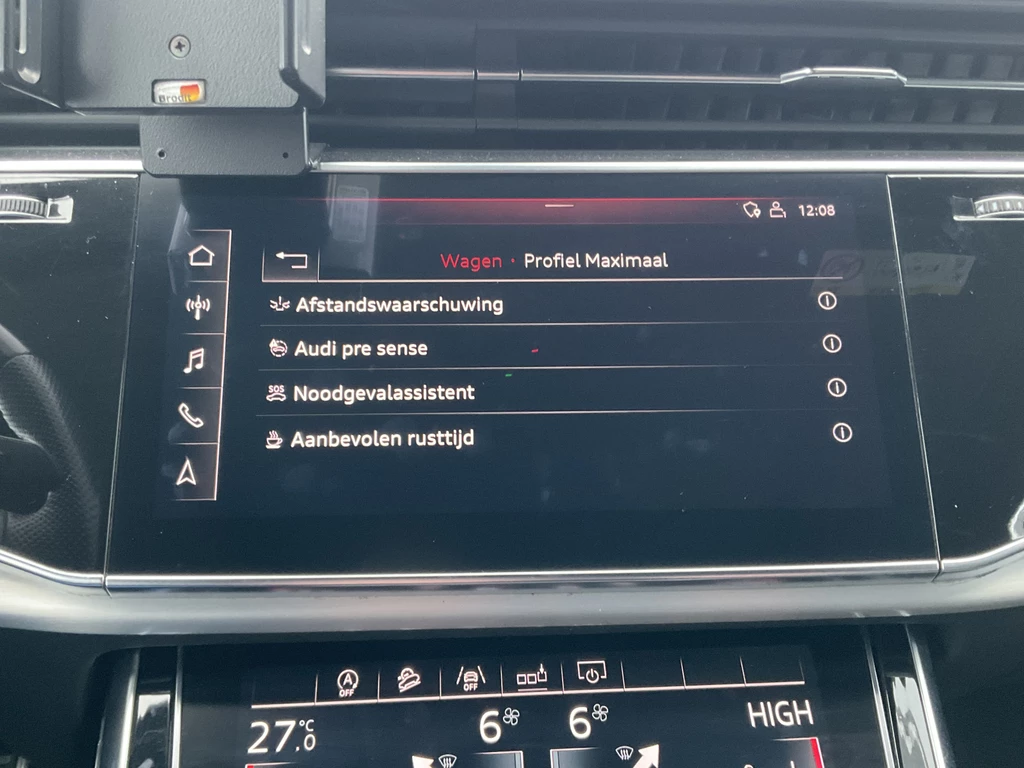 Brodit
12:08
Wagen · Profiel Maximaal
Afstandswaarschuwing
Audi pre sense
SOS Noodgevalassistent
Aanbevolen rusttijd
A OFF
OFF
27.0 °C
6
6
HIGH